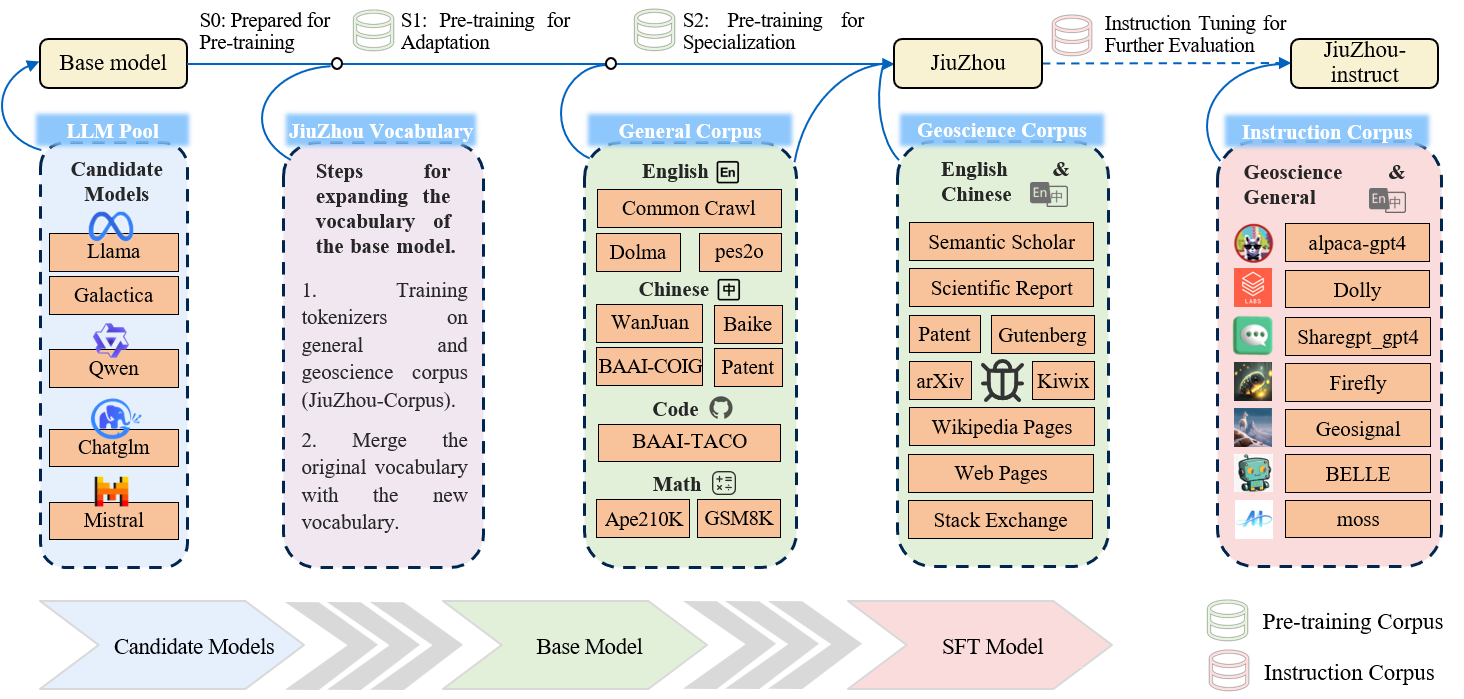 S0: Prepared for
Pre-training
S1: Pre-training for
Adaptation
S2: Pre-training for
Specialization
Instruction Tuning for
Further Evaluation
Base model
JiuZhou
JiuZhou-
instruct
LLM Pool
Candidate
Models
Llama
Galactica
Qwen
Chatglm
Mistral
JiuZhou Vocabulary
Steps for
expanding the
vocabulary of
the base model.
1. Training
tokenizers on
general and
geoscience corpus
(JiuZhou-Corpus).
2. Merge the
original vocabulary
with the new
vocabulary.
General Corpus
English En
Common Crawl
Dolma pes2o
Chinese 中
WanJuan Baike
BAAI-COIG Patent
Code
BAAI-TACO
Math
Ape210K GSM8K
Geoscience Corpus
English &
Chinese En 中
Semantic Scholar
Scientific Report
Patent Gutenberg
arXiv Kiwix
Wikipedia Pages
Web Pages
Stack Exchange
Instruction Corpus
Geoscience &
General En 中
alpaca-gpt4
LABS Dolly
Sharegpt_gpt4
Firefly
Geosignal
BELLE
moss
Candidate Models
Base Model
SFT Model
Pre-training Corpus
Instruction Corpus